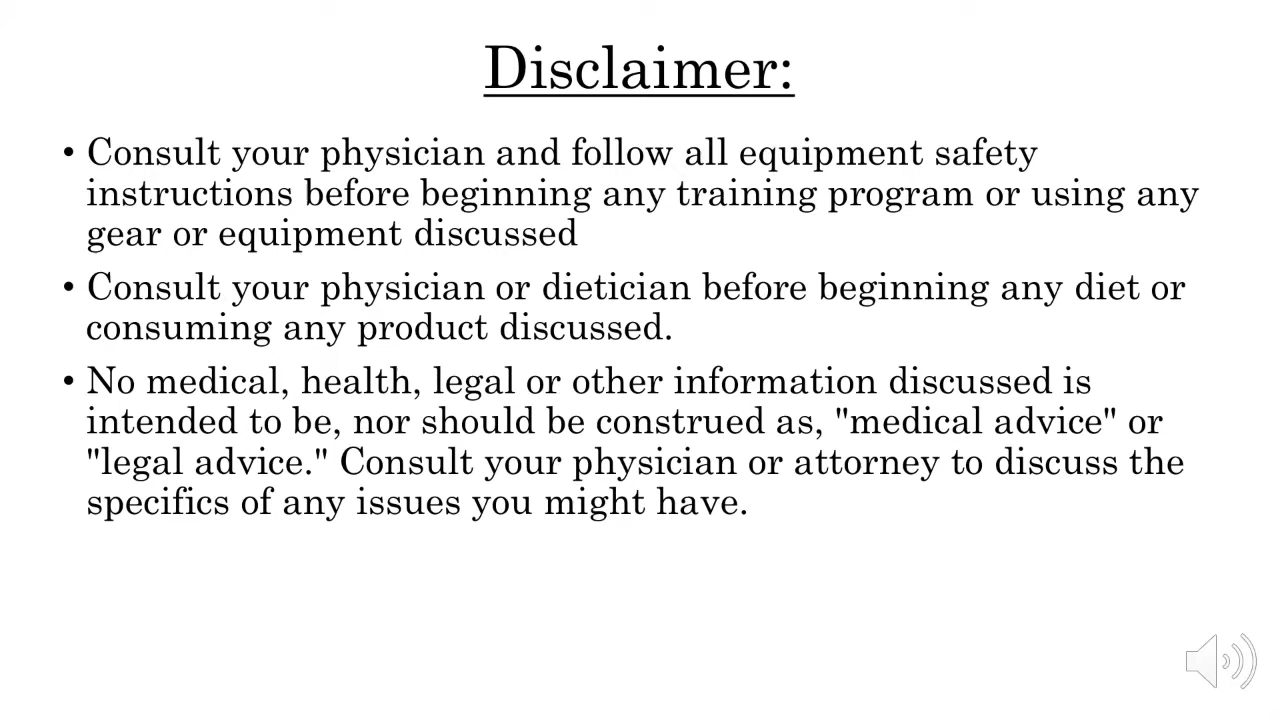 Disclaimer:
• Consult your physician and follow all equipment safety
instructions before beginning any training program or using any
gear or equipment discussed
• Consult your physician or dietician before beginning any diet or
consuming any product discussed.
• No medical, health, legal or other information discussed is
intended to be, nor should be construed as, "medical advice" or
"legal advice." Consult your physician or attorney to discuss the
specifics of any issues you might have.